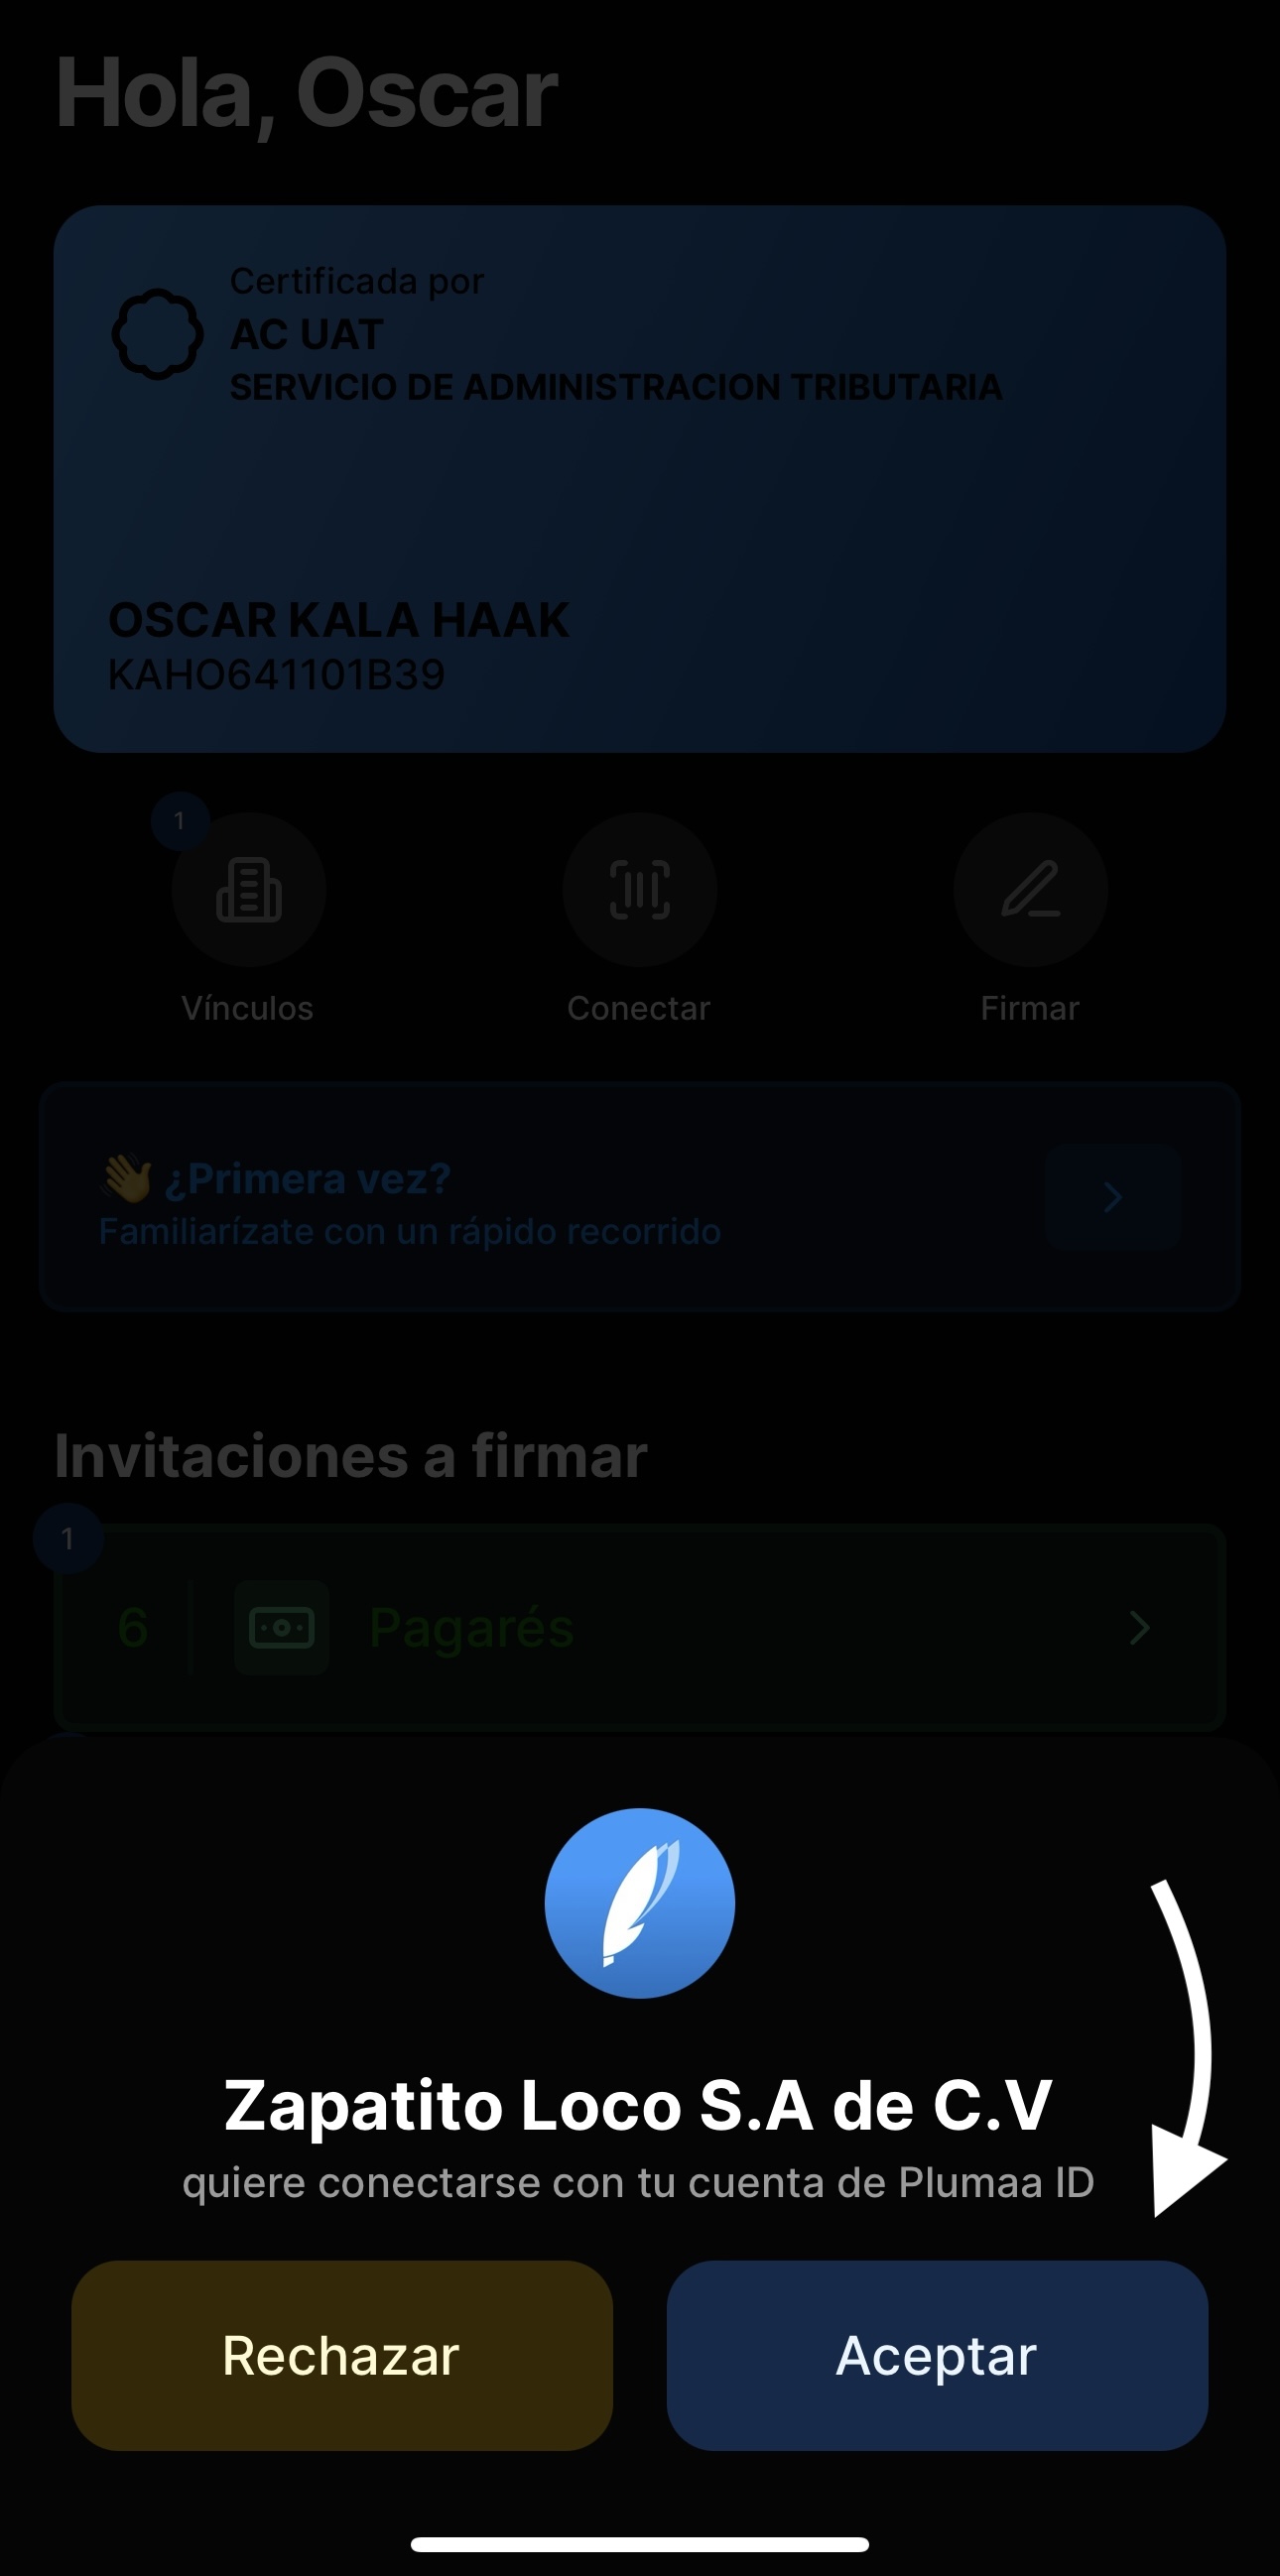 Hola, Oscar
Certificada por
AC UAT
SERVICIO DE ADMINISTRACION TRIBUTARIA
OSCAR KALA HAAK
KAHO641101B39
1
Vínculos
Conectar
Firmar
👋 ¿Primera vez?
Familiarízate con un rápido recorrido
Invitaciones a firmar
1
6
Pagarés
Zapatito Loco S.A de C.V
quiere conectarse con tu cuenta de Plumaa ID
Rechazar
Aceptar